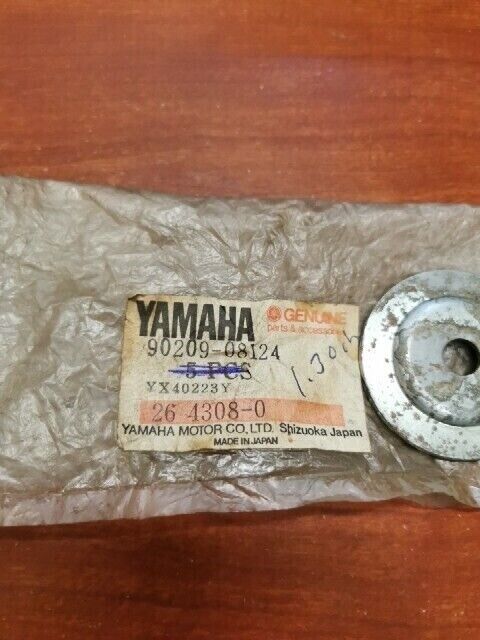 YAMAHA
GENUINE
parts & accessories
90209-08124
5 PCS
YX40223Y
26 4308-0
YAMAHA MOTOR CO., LTD. Shizuoka Japan
MADE IN JAPAN